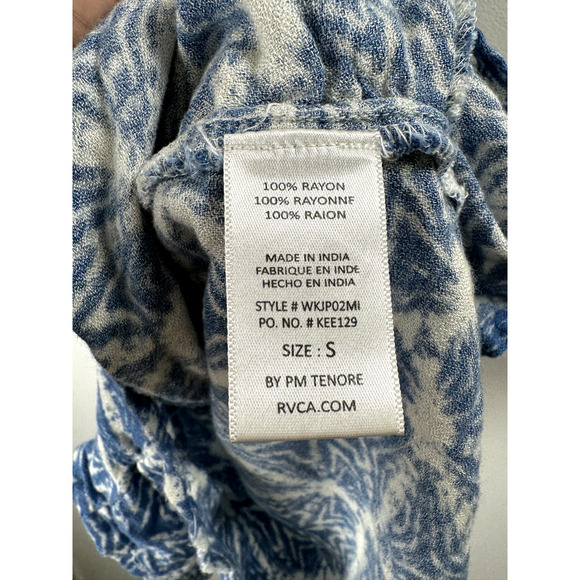 100% RAYON
100% RAYONNE
100% RAION
MADE IN INDIA
FABRIQUE EN INDE
HECHO EN INDIA
STYLE # WKJP02MI
PO. NO. # KEE129
SIZE : S
BY PM TENORE
RVCA.COM